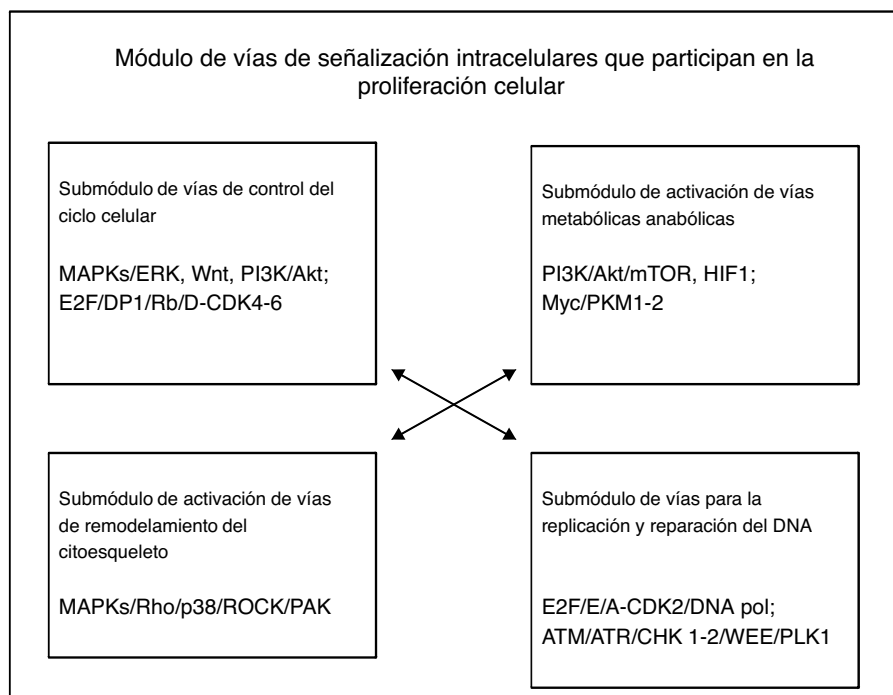 Módulo de vías de señalización intracelulares que participan en la
proliferación celular
Submódulo de vías de control del
ciclo celular
MAPKs/ERK, Wnt, PI3K/Akt;
E2F/DP1/Rb/D-CDK4-6
Submódulo de activación de vías
metabólicas anabólicas
PI3K/Akt/mTOR, HIF1;
Myc/PKM1-2
Submódulo de activación de vías
de remodelamiento del
citoesqueleto
MAPKs/Rho/p38/ROCK/PAK
Submódulo de vías para la
replicación y reparación del DNA
E2F/E/A-CDK2/DNA pol;
ATM/ATR/CHK 1-2/WEE/PLK1